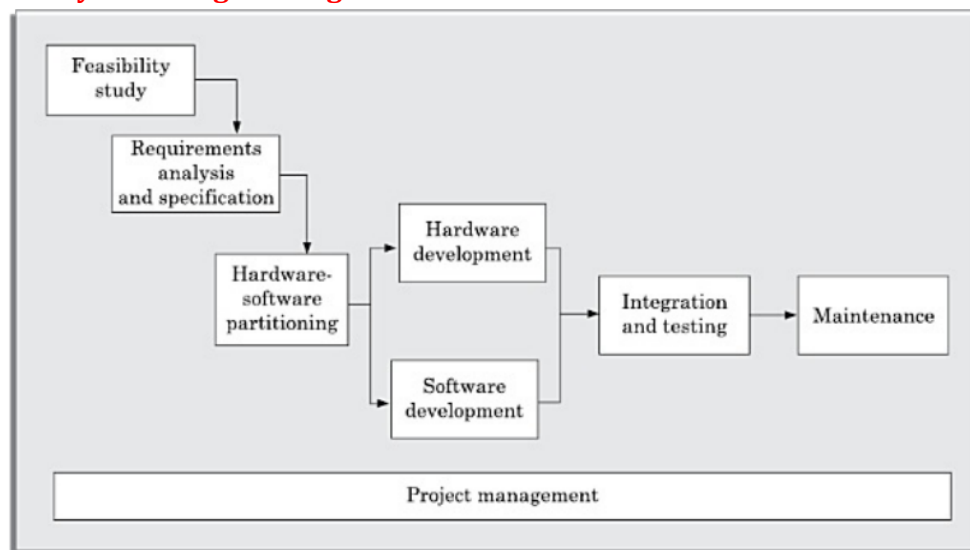 Feasibility
study
Requirements
analysis
and specification
Hardware-
software
partitioning
Hardware
development
Software
development
Integration
and testing
Maintenance
Project management